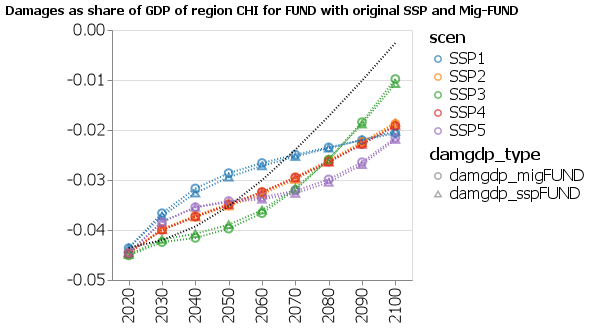 Damages as share of GDP of region CHI for FUND with original SSP and Mig-FUND
0.00
-0.01
-0.02
-0.03
-0.04
-0.05
2020
2030
2040
2050
2060
2070
2080
2090
2100
scen
SSP1
SSP2
SSP3
SSP4
SSP5
damgdp_type
damgdp_migFUND
damgdp_sspFUND